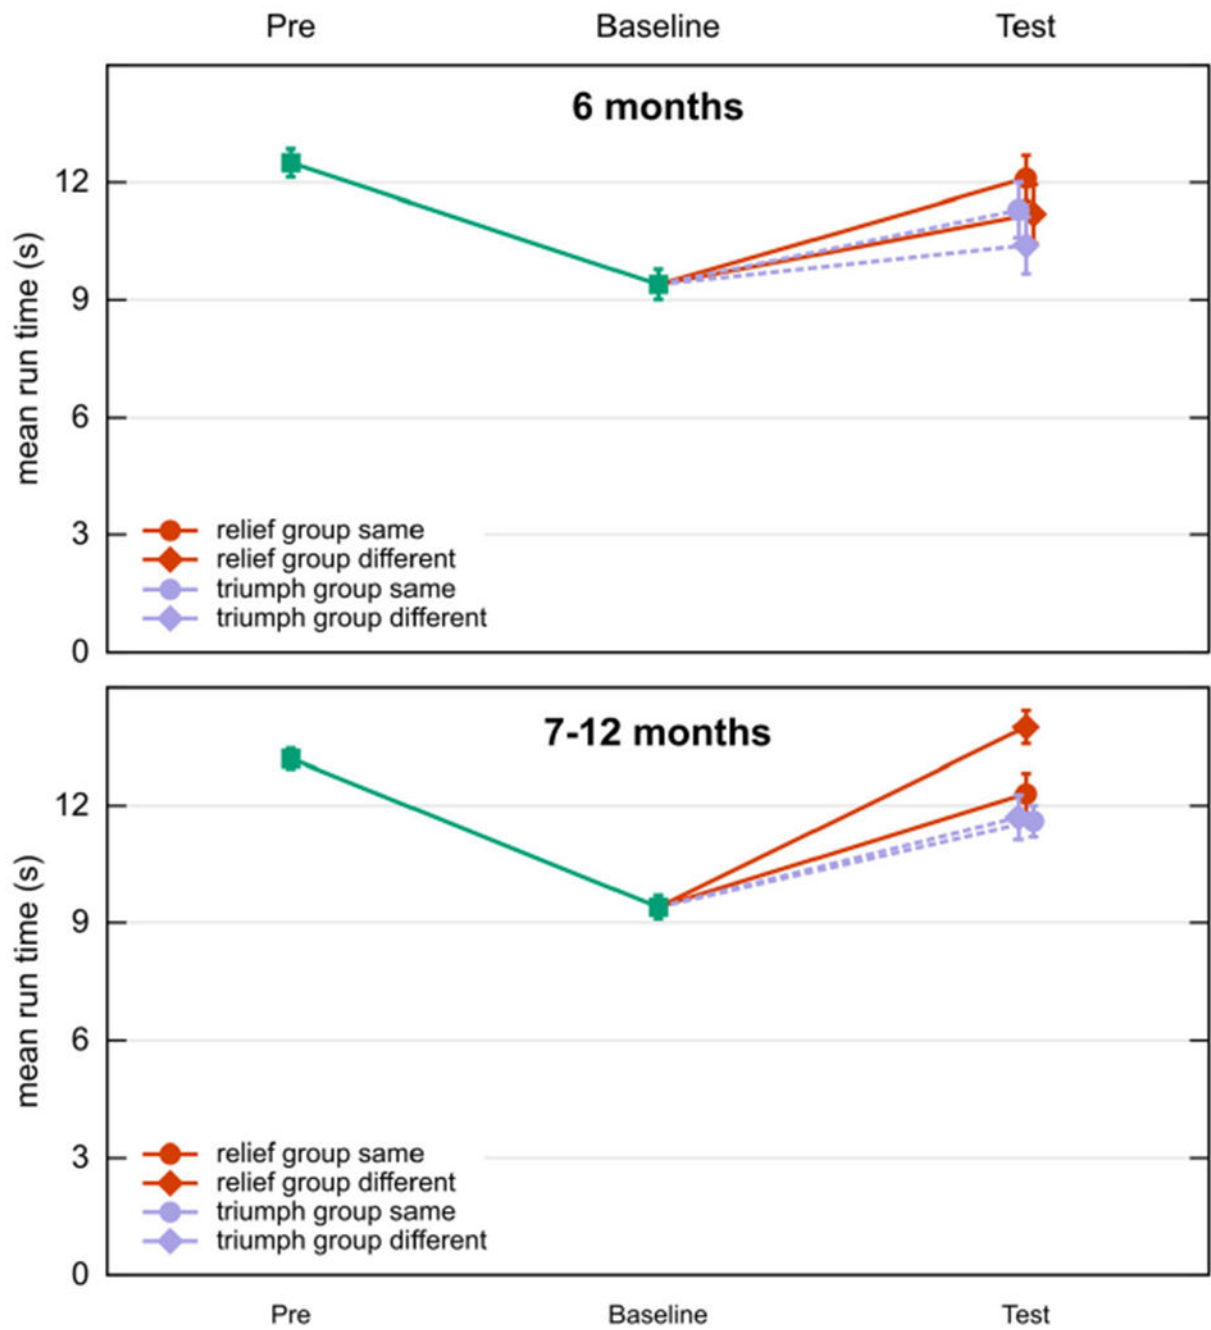 Pre Baseline Test
6 months
12
9
6
3
0
mean run time (s)
relief group same
relief group different
triumph group same
triumph group different
7-12 months
12
9
6
3
0
mean run time (s)
relief group same
relief group different
triumph group same
triumph group different
Pre Baseline Test